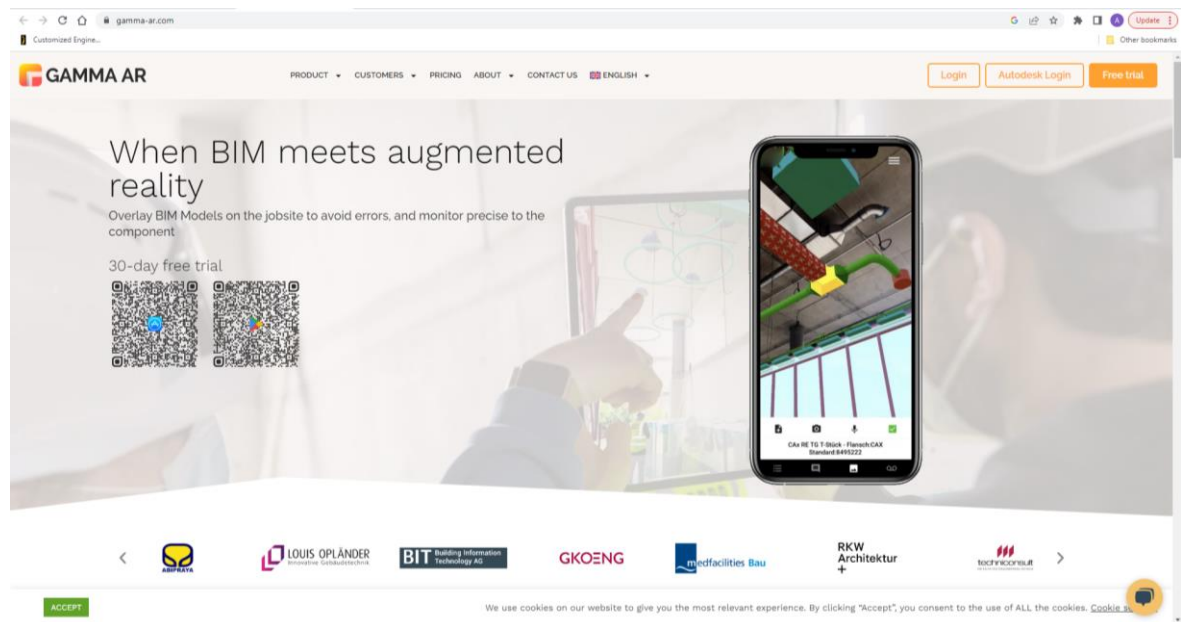 gamma-ar.com
Update
Customized Engine...
Other bookmarks
GAMMA AR
PRODUCT
CUSTOMERS
PRICING
ABOUT
CONTACT US
ENGLISH
Login
Autodesk Login
Free trial
When BIM meets augmented
reality
Overlay BIM Models on the jobsite to avoid errors, and monitor precise to the
component
30-day free trial
CAx RE TG T-Stück - Flansch:CAX
Standard:8495222
ABIPRAYA
LOUIS OPLÄNDER
Innovative Gebäudetechnik
BIT Building Information
Technology AG
GKOENG
medfacilities Bau
RKW
Architektur
+
techniconsult
ACCEPT
We use cookies on our website to give you the most relevant experience. By clicking "Accept", you consent to the use of ALL the cookies. Cookie